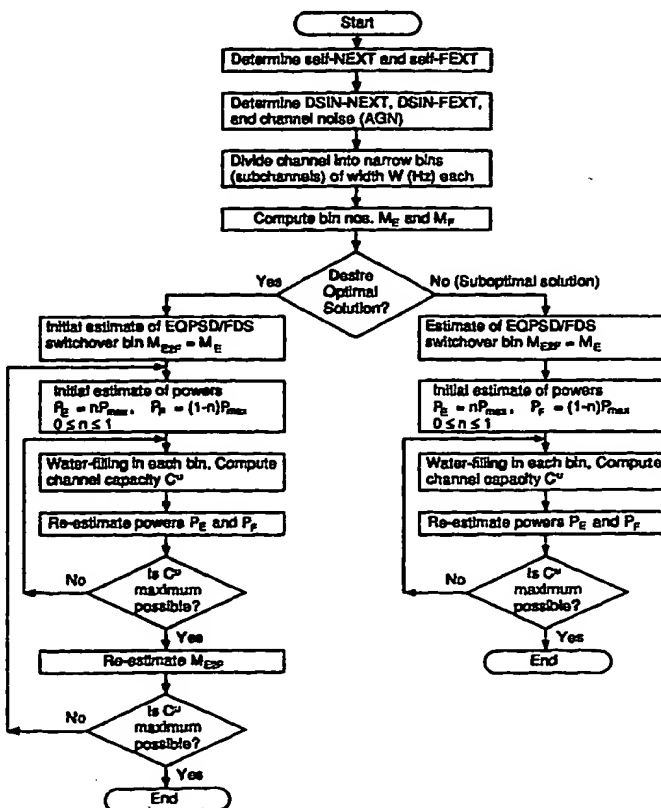 Start
Determine self-NEXT and self-FEXT
Determine DSIN-NEXT, DSIN-FEXT,
and channel noise (AGN)
Divide channel into narrow bins
(subchannels) of width W (Hz) each
Compute bin nos. M_E and M_F
Desire
Optimal
Solution?
Yes
No (Suboptimal solution)
Initial estimate of EQPSD/FDS
switchover bin M_E2F = M_E
Initial estimate of powers
P_E = nP_max, P_F = (1-n)P_max
0 ≤ n ≤ 1
Water-filling in each bin. Compute
channel capacity C^u
Re-estimate powers P_E and P_F
Is C^u
maximum
possible?
No
Yes
Re-estimate M_E2F
Is C^u
maximum
possible?
No
Yes
End
Estimate of EQPSD/FDS
switchover bin M_E2F = M_E
Initial estimate of powers
P_E = nP_max, P_F = (1-n)P_max
0 ≤ n ≤ 1
Water-filling in each bin. Compute
channel capacity C^u
Re-estimate powers P_E and P_F
Is C^u
maximum
possible?
No
Yes
End